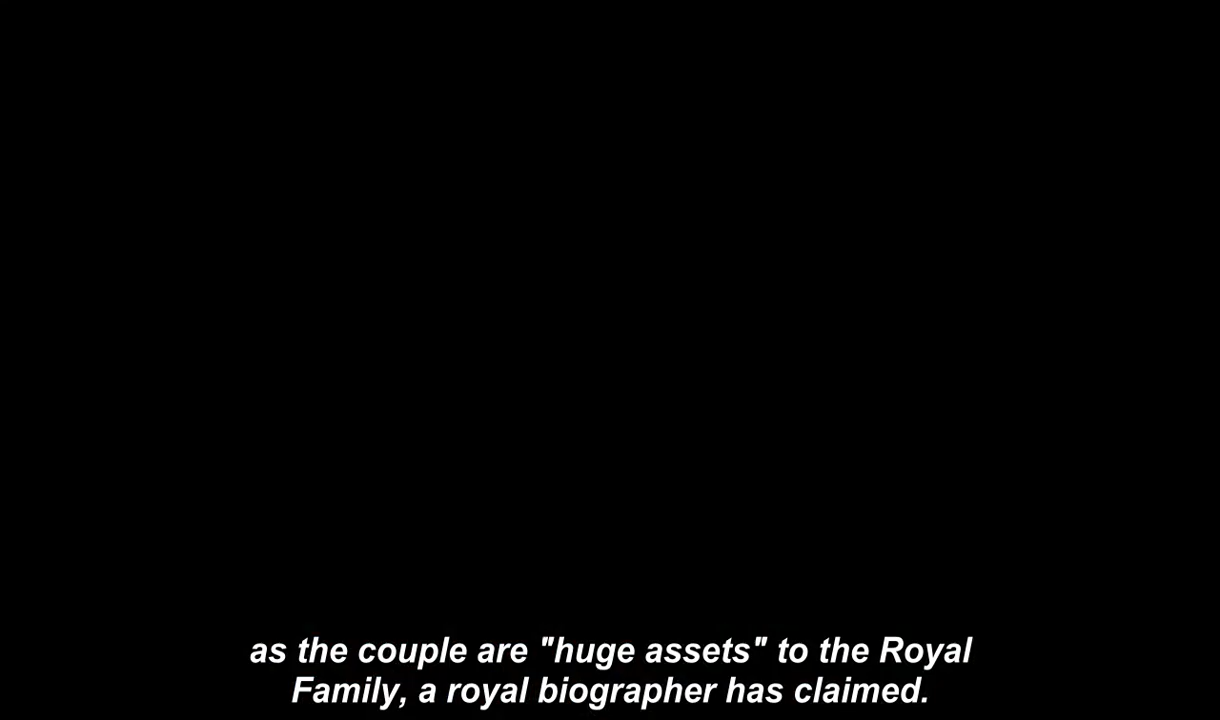 as the couple are "huge assets" to the Royal
Family, a royal biographer has claimed.